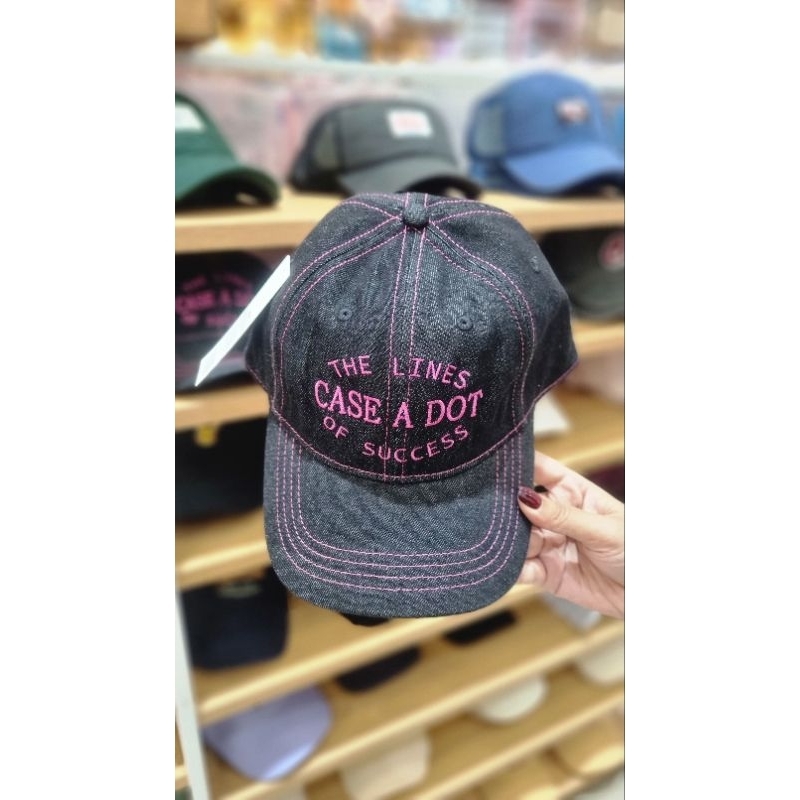 THE LINES
CASE A DOT
OF SUCCESS